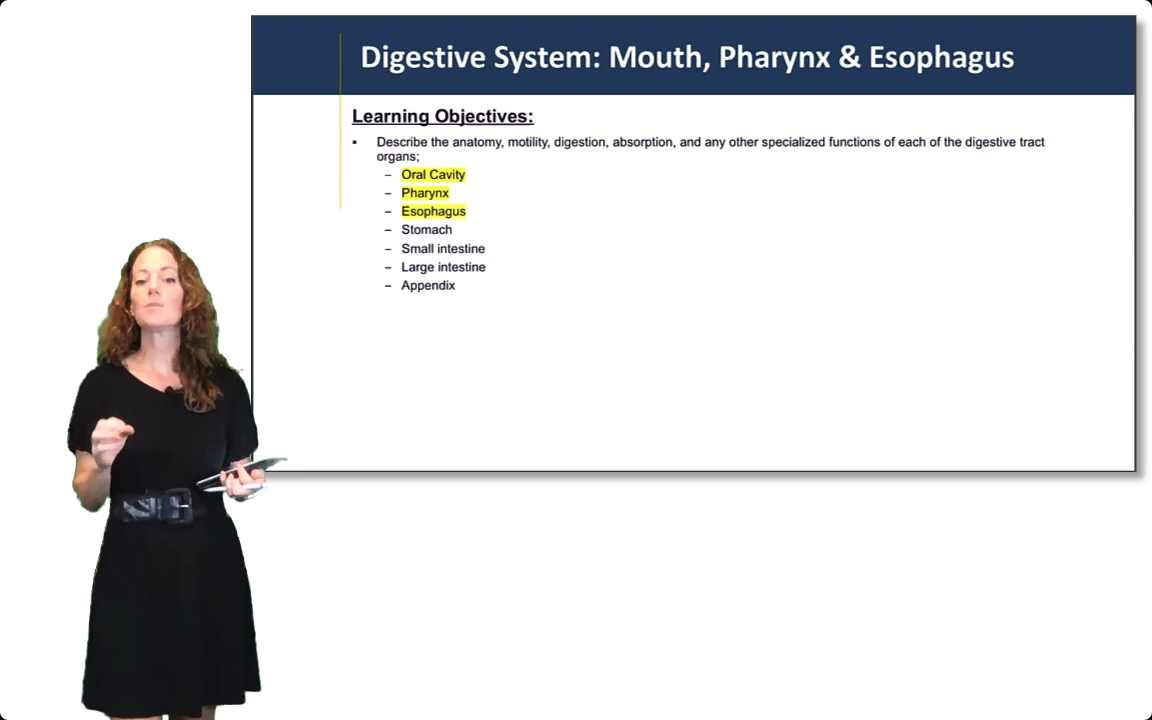 Digestive System: Mouth, Pharynx & Esophagus
Learning Objectives:
▪ Describe the anatomy, motility, digestion, absorption, and any other specialized functions of each of the digestive tract
organs;
– Oral Cavity
– Pharynx
– Esophagus
– Stomach
– Small intestine
– Large intestine
– Appendix